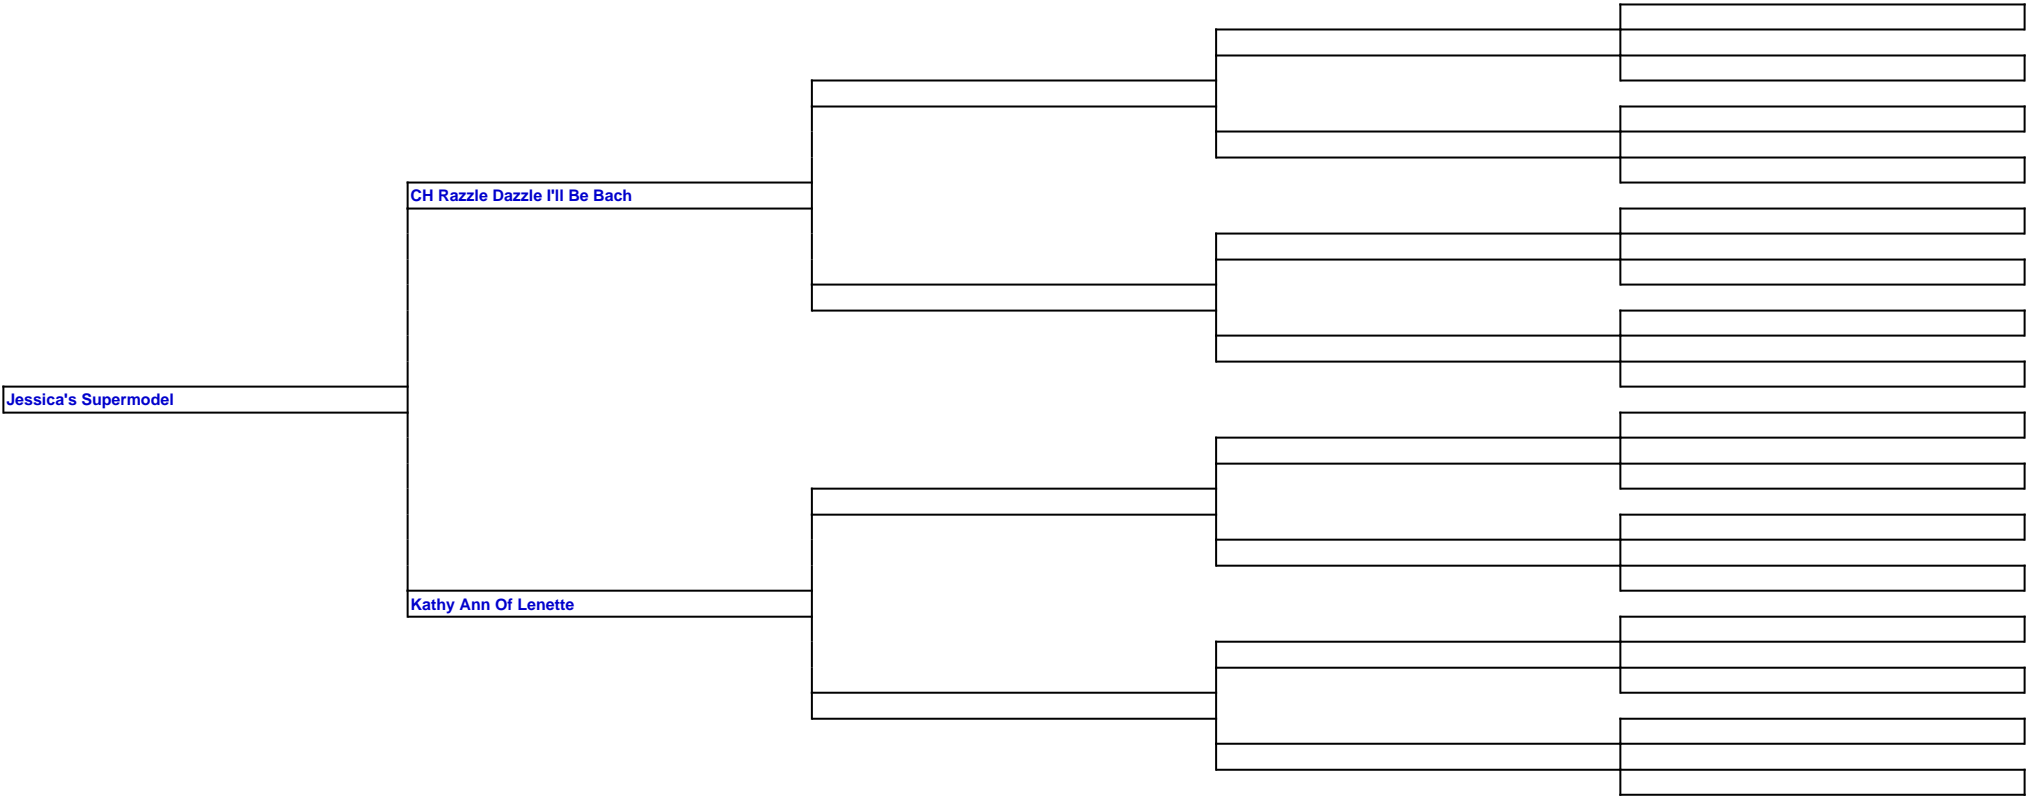 CH Razzle Dazzle I'll Be Bach
Jessica's Supermodel
Kathy Ann Of Lenette